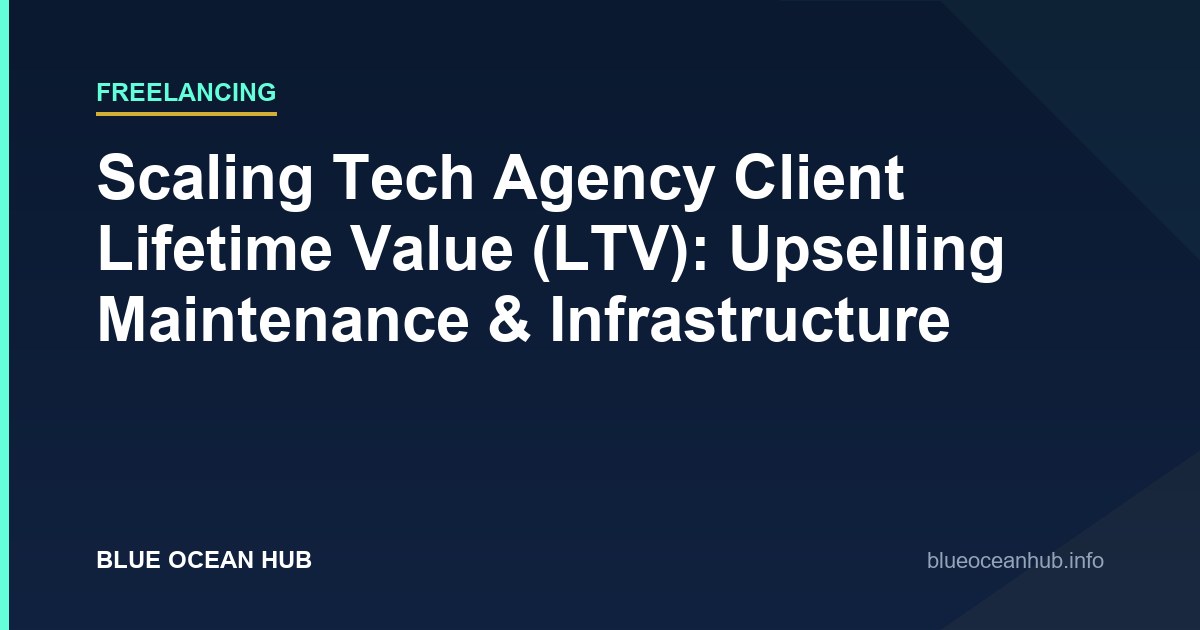 FREELANCING
Scaling Tech Agency Client
Lifetime Value (LTV): Upselling
Maintenance & Infrastructure
BLUE OCEAN HUB
blueoceanhub.info